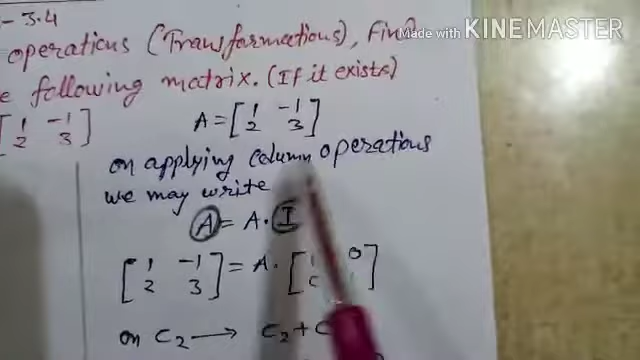 Made with KINEMASTER
- 3.4
operations (Transformations), Find
e following matrix. (If it exists)
[1 -1
2 3]
A = [1 -1
2 3]
on applying column operations
we may write
A = A. I
[1 -1
2 3] = A. [1 0
1]
on C2 → C2 + C